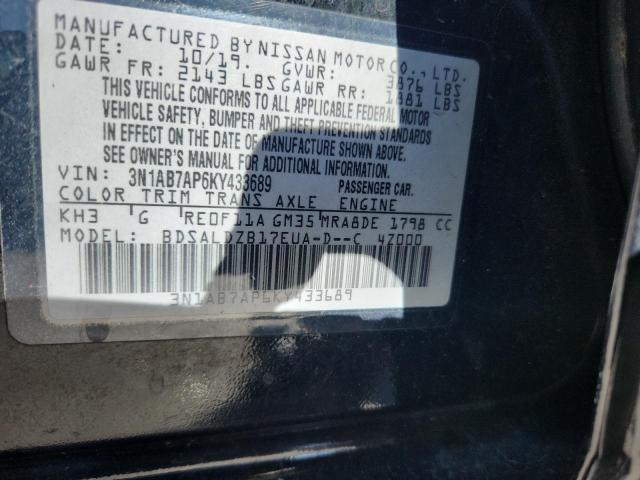 MANUFACTURED BY NISSAN MOTOR CO., LTD.
10/19. GVWR: 3876 LBS
GAWR FR: 2143 LBS GAWR RR: 1881 LBS
THIS VEHICLE CONFORMS TO ALL APPLICABLE FEDERAL MOTOR
VEHICLE SAFETY, BUMPER AND THEFT PREVENTION STANDARDS
IN EFFECT ON THE DATE OF MANUFACTURE SHOWN ABOVE.
SEE OWNER'S MANUAL FOR ADDITIONAL INFORMATION.
VIN: 3N1AB7AP6KY433689 PASSENGER CAR.
COLOR TRIM TRANS AXLE ENGINE
KH3 G RE0F11A GM35 MRA8DE 1798 CC
MODEL: BDSALDZB17EUA-D--C 4Z000
3N1AB7AP6KY433689